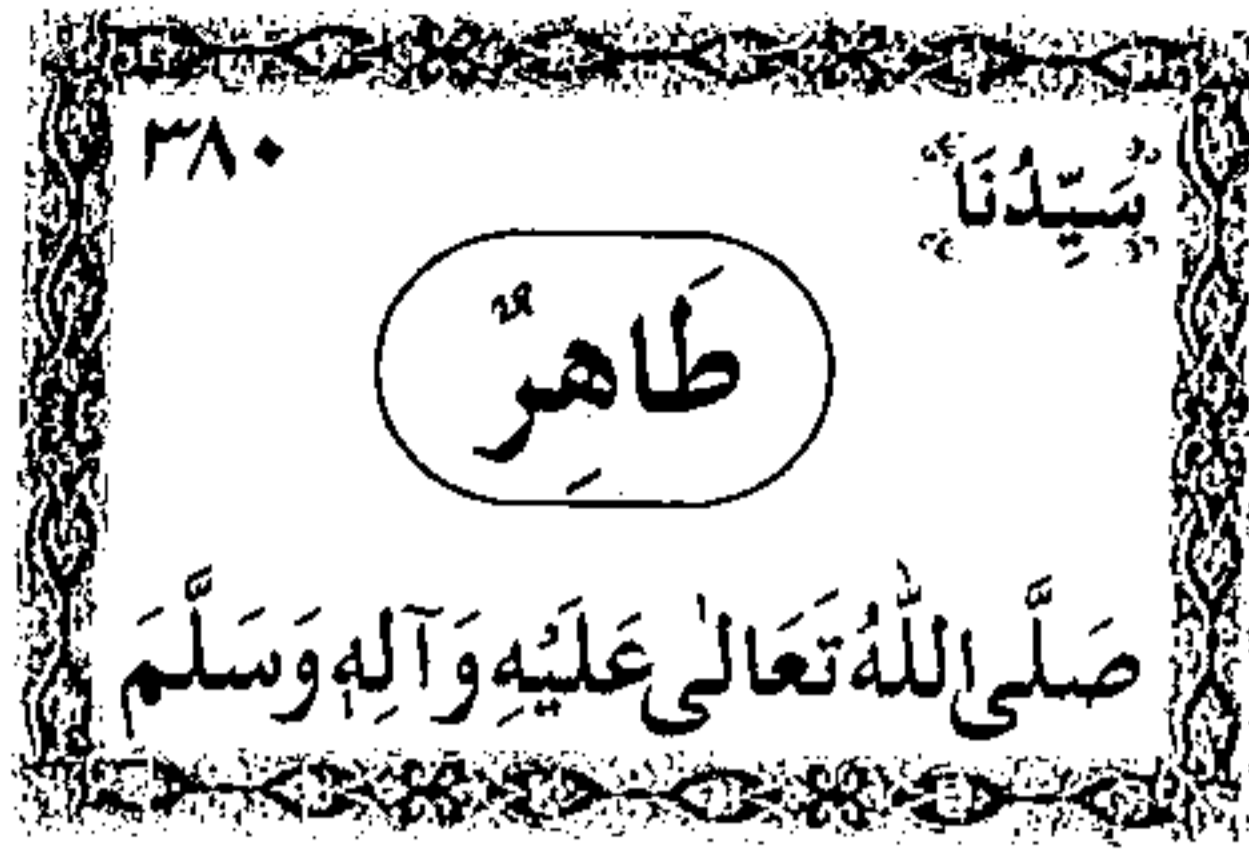 سَيِّدُنَا ٣٨٠
طَاهِرٌ
صَلَّى اللّٰهُ تَعَالٰى عَلَيْهِ وَآلِهٖ وَسَلَّمَ